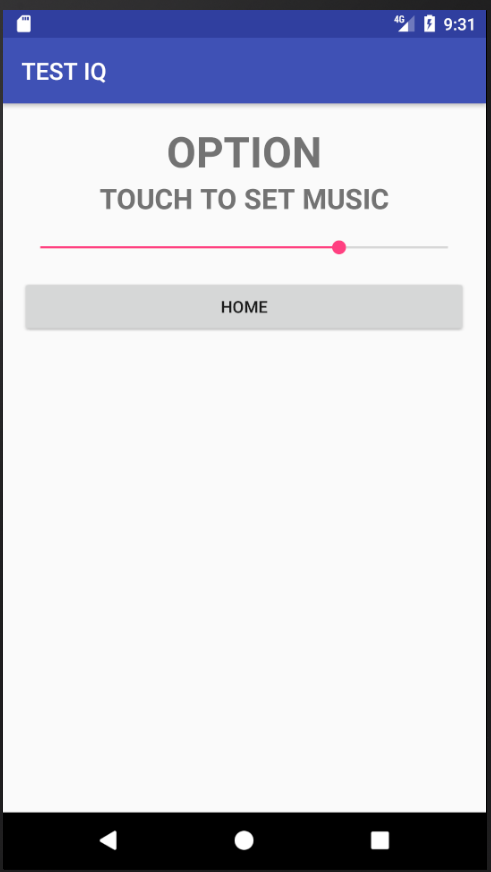 4G 9:31
TEST IQ
OPTION
TOUCH TO SET MUSIC
HOME